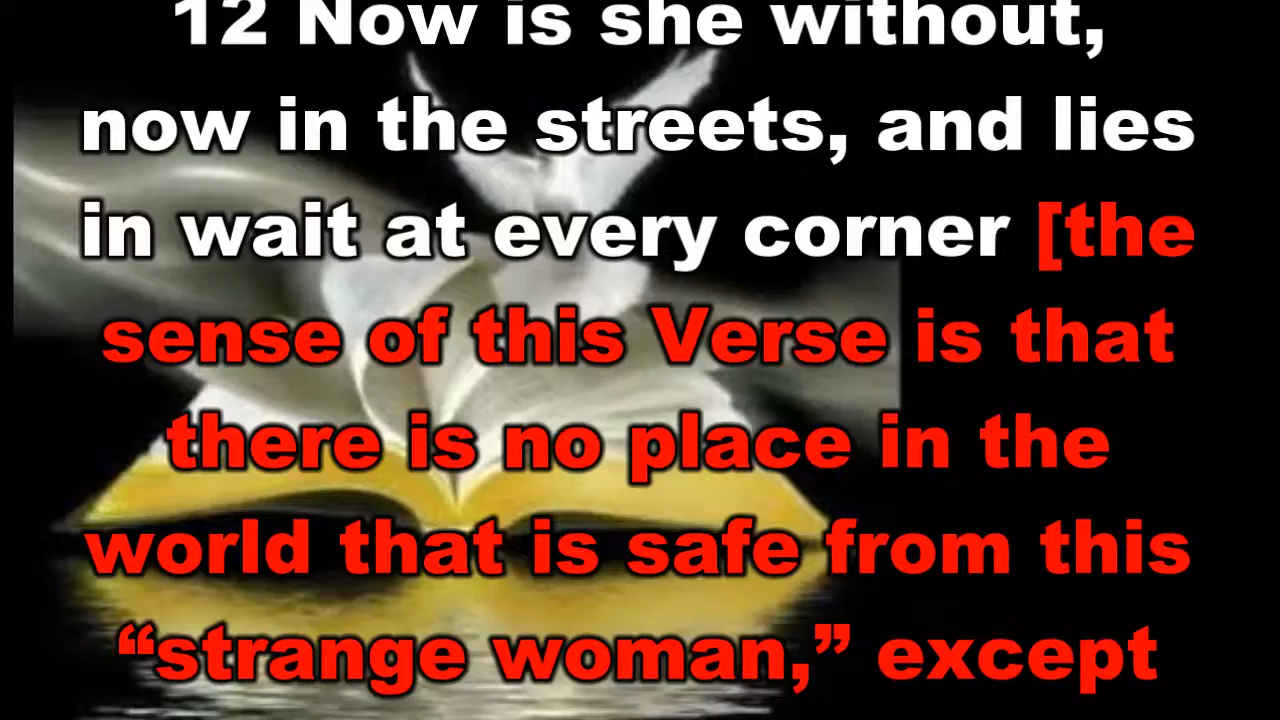 12 Now is she without,
now in the streets, and lies
in wait at every corner [the
sense of this Verse is that
there is no place in the
world that is safe from this
“strange woman,” except